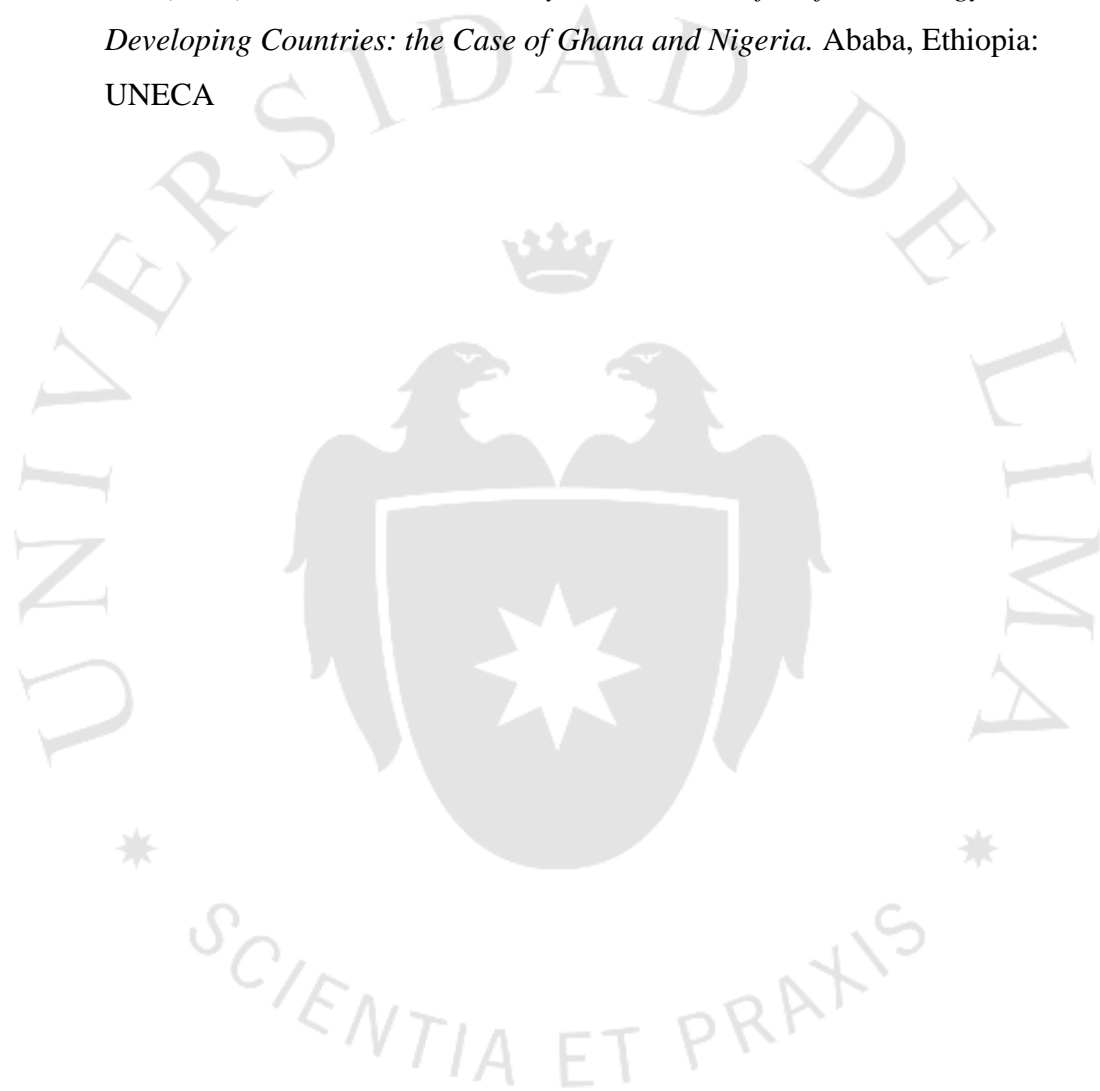 Developing Countries: the Case of Ghana and Nigeria. Ababa, Ethiopia:
UNECA
UNIVERSIDAD DE LIMA
SCIENTIA ET PRAXIS